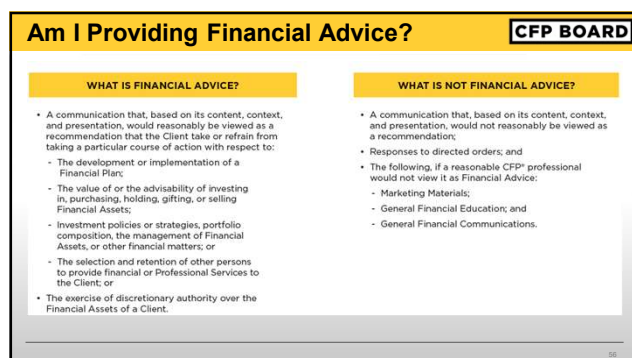 Am I Providing Financial Advice?
CFP BOARD
WHAT IS FINANCIAL ADVICE?
• A communication that, based on its content, context,
and presentation, would reasonably be viewed as a
recommendation that the Client take or refrain from
taking a particular course of action with respect to:
- The development or implementation of a
Financial Plan;
- The value of or the advisability of investing
in, purchasing, holding, gifting, or selling
Financial Assets;
- Investment policies or strategies, portfolio
composition, the management of Financial
Assets, or other financial matters; or
- The selection and retention of other persons
to provide financial or Professional Services to
the Client; or
• The exercise of discretionary authority over the
Financial Assets of a Client.
WHAT IS NOT FINANCIAL ADVICE?
• A communication that, based on its content, context,
and presentation, would not reasonably be viewed as
a recommendation;
• Responses to directed orders; and
• The following, if a reasonable CFP® professional
would not view it as Financial Advice:
- Marketing Materials;
- General Financial Education; and
- General Financial Communications.
56